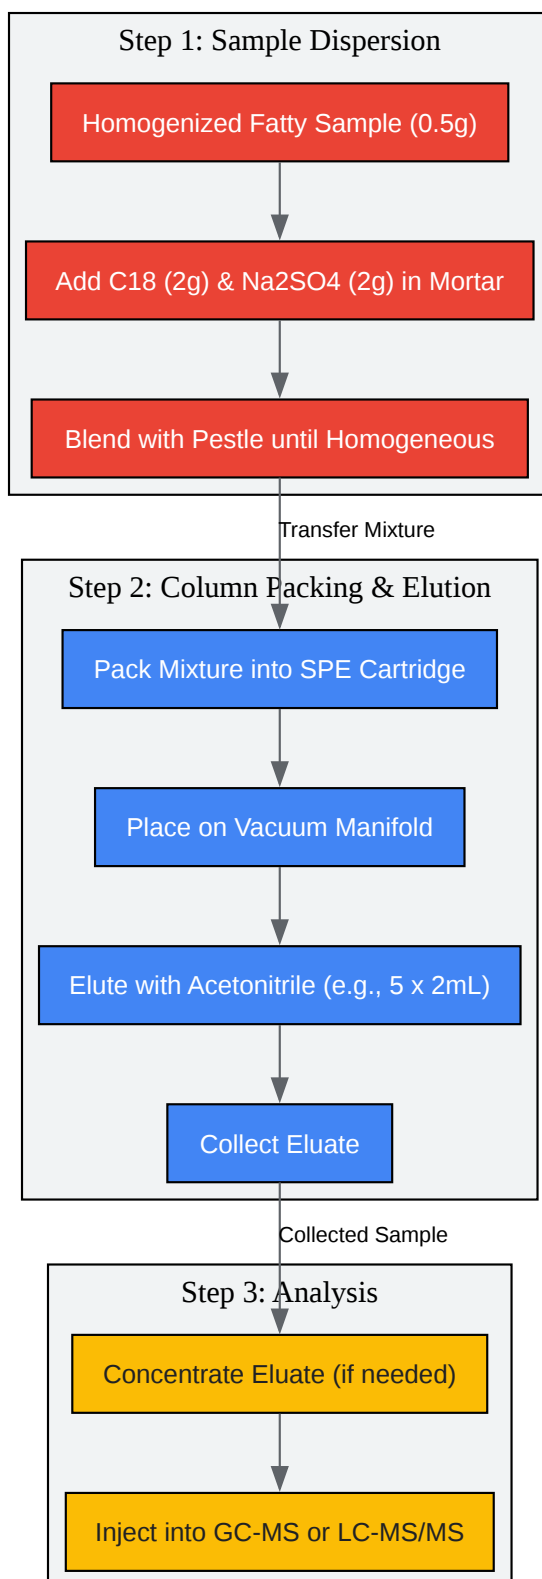 Step 1: Sample Dispersion
Homogenized Fatty Sample (0.5g)
Add C18 (2g) & Na2SO4 (2g) in Mortar
Blend with Pestle until Homogeneous
Transfer Mixture
Step 2: Column Packing & Elution
Pack Mixture into SPE Cartridge
Place on Vacuum Manifold
Elute with Acetonitrile (e.g., 5 x 2mL)
Collect Eluate
Collected Sample
Step 3: Analysis
Concentrate Eluate (if needed)
Inject into GC-MS or LC-MS/MS